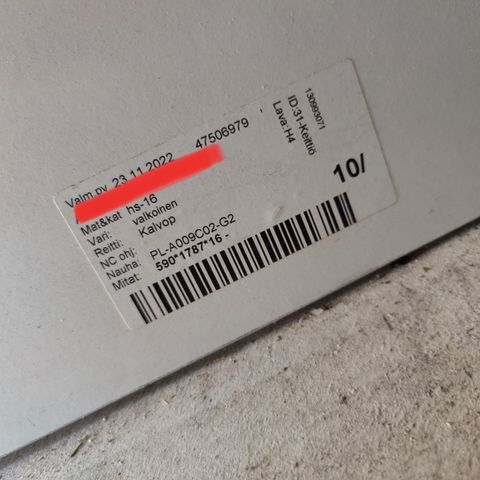 Valm.pv 23.11.2022 47506979
Mat&kat hs-16
Väri: valkoinen
Reitti: Kalvop
NC ohj:
Nauha: PL-A009C02-G2
Mitat: 590*1787*16 -
130993071
ID:31-Keittiö
Lava:H4
10/